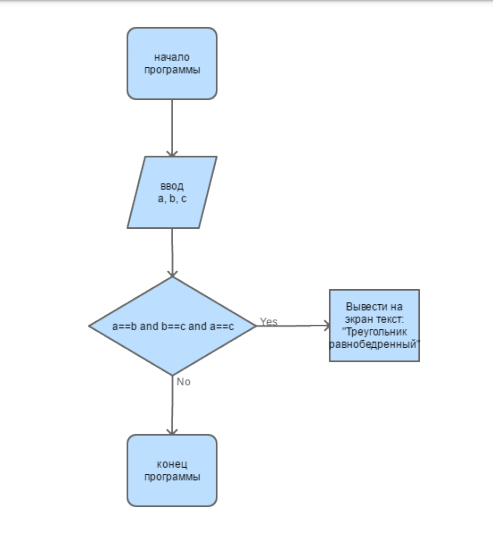 начало
программы
ввод
a, b, c
a==b and b==c and a==c
Yes
Вывести на
экран текст:
"Треугольник
равнобедренный"
No
конец
программы